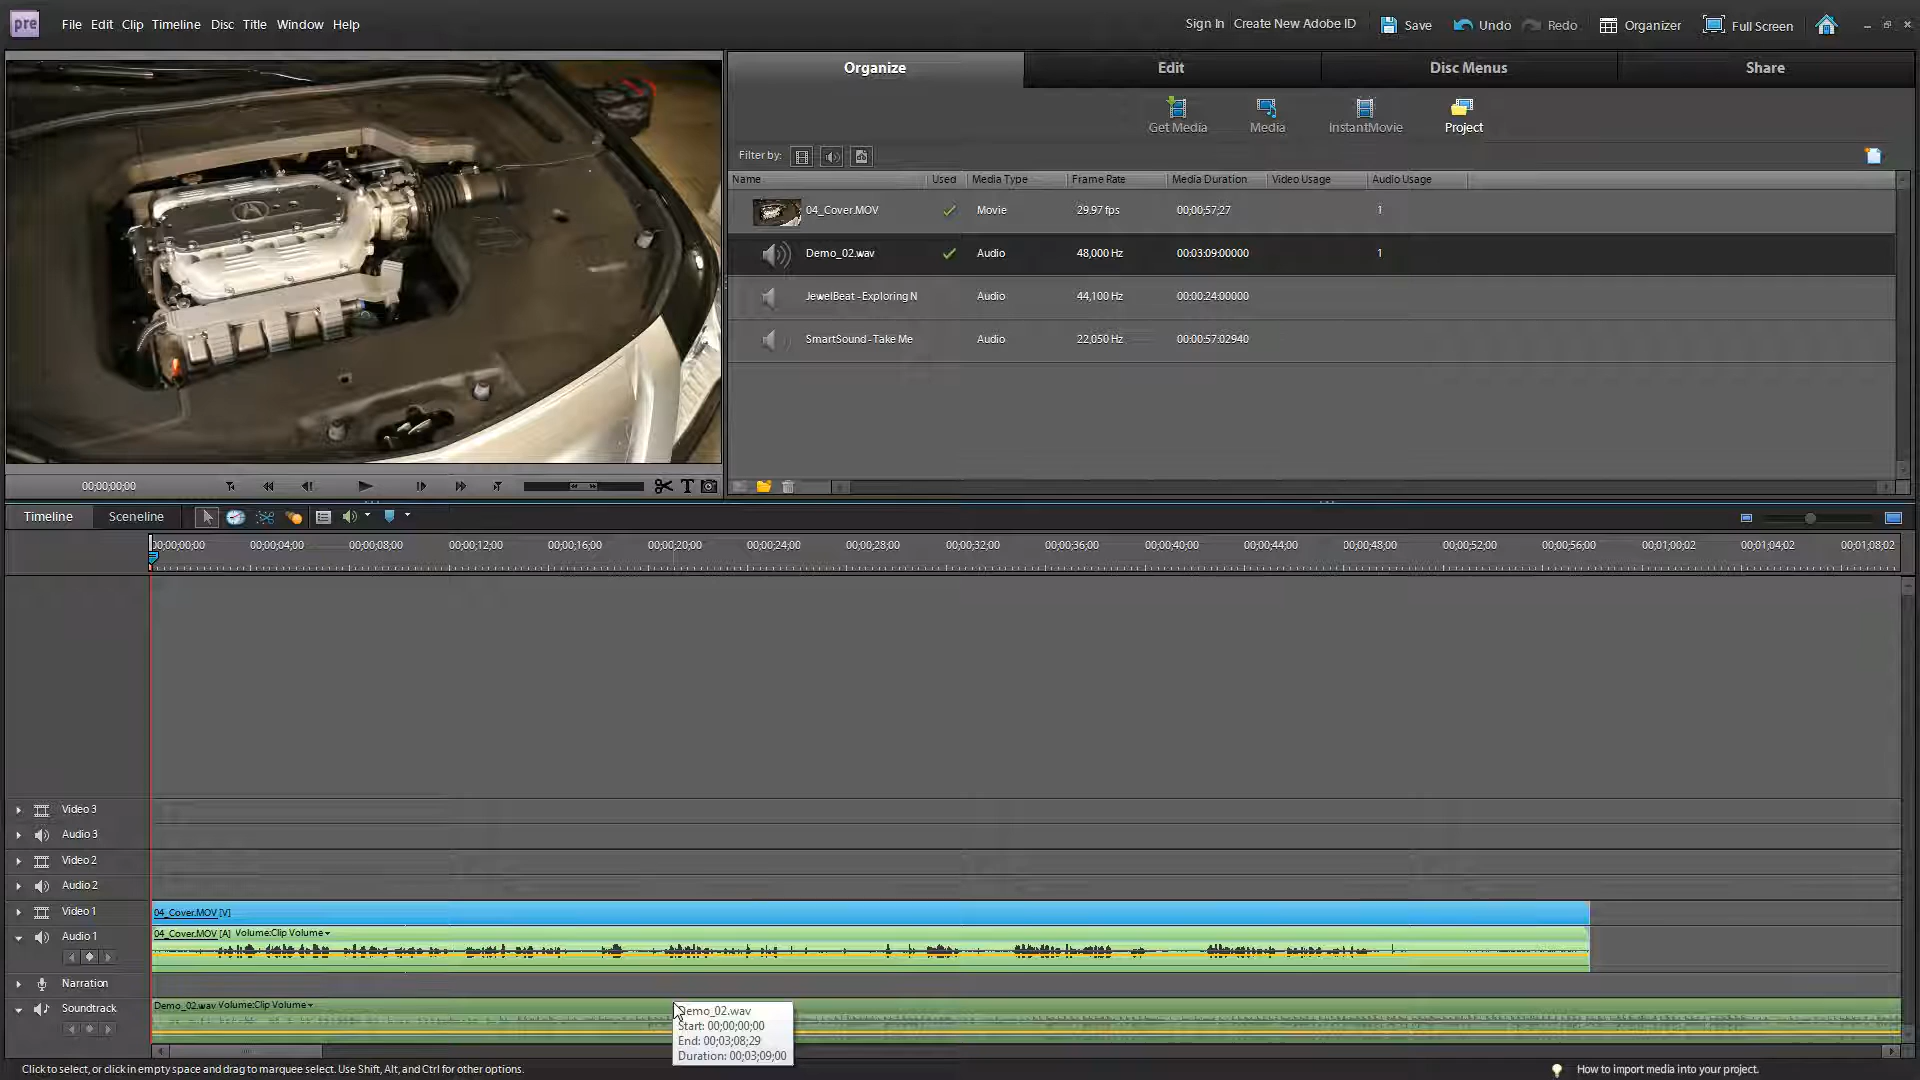 pre File Edit Clip Timeline Disc Title Window Help Sign In Create New Adobe ID Save Undo Redo Organizer Full Screen
Organize Edit Disc Menus Share
Get Media Media InstantMovie Project
Filter by:
Name Used Media Type Frame Rate Media Duration Video Usage Audio Usage
04_Cover.MOV Movie 29.97 fps 00;00;57;27 1
Demo_02.wav Audio 48,000 Hz 00:03:09:00000 1
JewelBeat - Exploring N Audio 44,100 Hz 00:00:24:00000
SmartSound - Take Me Audio 22,050 Hz 00:00:57:02940
00;00;00;00
Timeline Sceneline
00;00;00;00 00;00;04;00 00;00;08;00 00;00;12;00 00;00;16;00 00;00;20;00 00;00;24;00 00;00;28;00 00;00;32;00 00;00;36;00 00;00;40;00 00;00;44;00 00;00;48;00 00;00;52;00 00;00;56;00 00;01;00;02 00;01;04;02 00;01;08;02
Video 3
Audio 3
Video 2
Audio 2
Video 1 04_Cover.MOV [V]
Audio 1 04_Cover.MOV [A] Volume:Clip Volume
Narration
Soundtrack Demo_02.wav Volume:Clip Volume
Demo_02.wav
Start: 00;00;00;00
End: 00;03;08;29
Duration: 00;03;09;00
Click to select, or click in empty space and drag to marquee select. Use Shift, Alt, and Ctrl for other options. How to import media into your project.